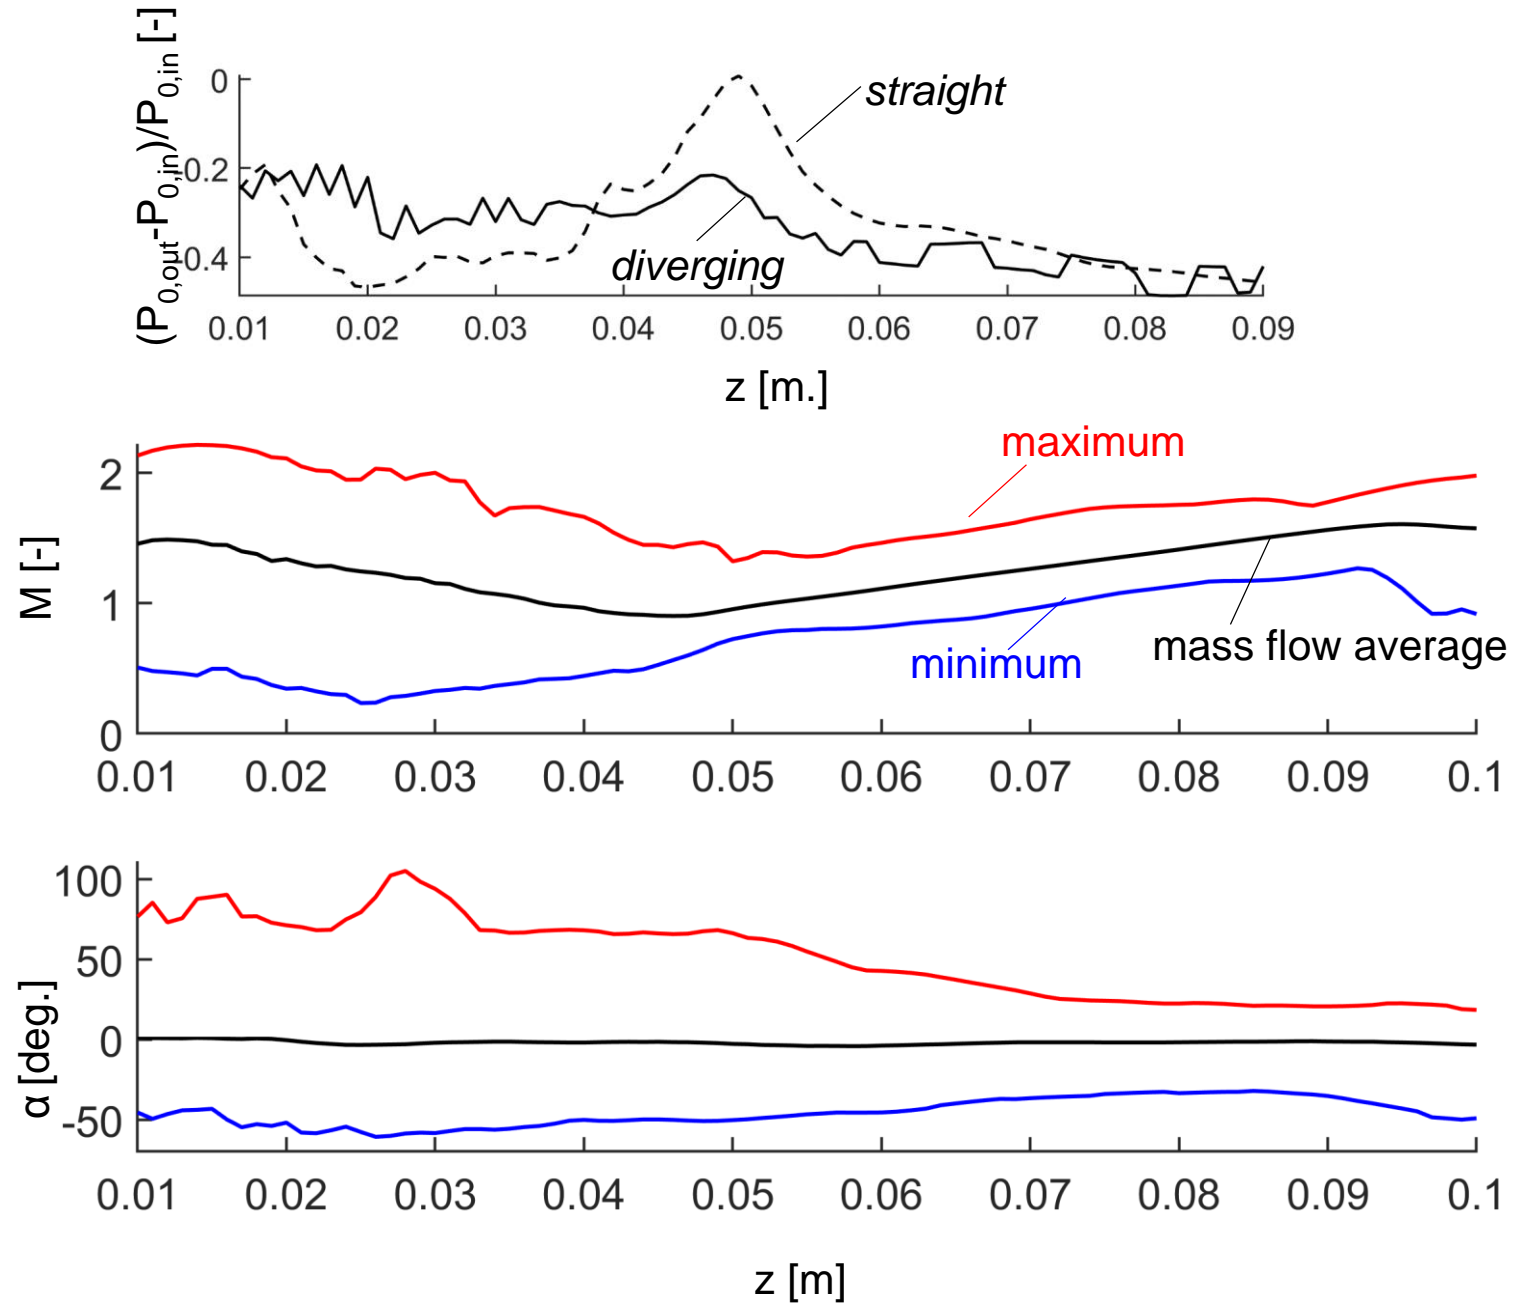 (P0,out-P0,in)/P0,in [-]
0
-0.2
-0.4
straight
diverging
0.01 0.02 0.03 0.04 0.05 0.06 0.07 0.08 0.09
z [m.]
M [-]
2
1
0
maximum
minimum
mass flow average
0.01 0.02 0.03 0.04 0.05 0.06 0.07 0.08 0.09 0.1
α [deg.]
100
50
0
-50
0.01 0.02 0.03 0.04 0.05 0.06 0.07 0.08 0.09 0.1
z [m]